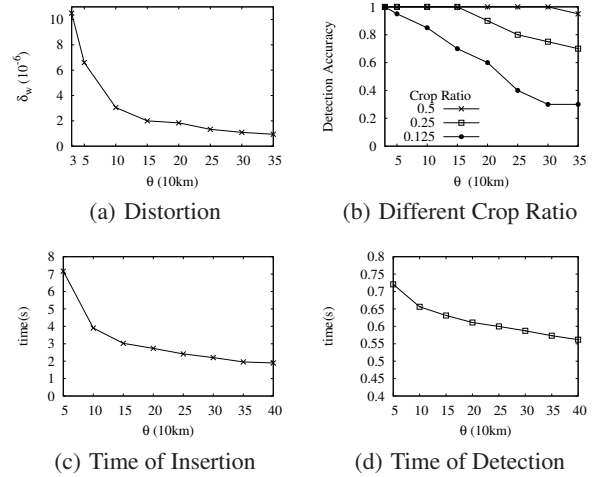 δw (10⁻⁶)
10
8
6
4
2
0
3 5 10 15 20 25 30 35
θ (10km)
(a) Distortion
Detection Accuracy
1
0.8
0.6
0.4
0.2
0
Crop Ratio
0.5
0.25
0.125
5 10 15 20 25 30 35
θ (10km)
(b) Different Crop Ratio
time(s)
8
7
6
5
4
3
2
1
0
5 10 15 20 25 30 35 40
θ (10km)
(c) Time of Insertion
time(s)
0.8
0.75
0.7
0.65
0.6
0.55
0.5
0.45
0.4
5 10 15 20 25 30 35 40
θ (10km)
(d) Time of Detection